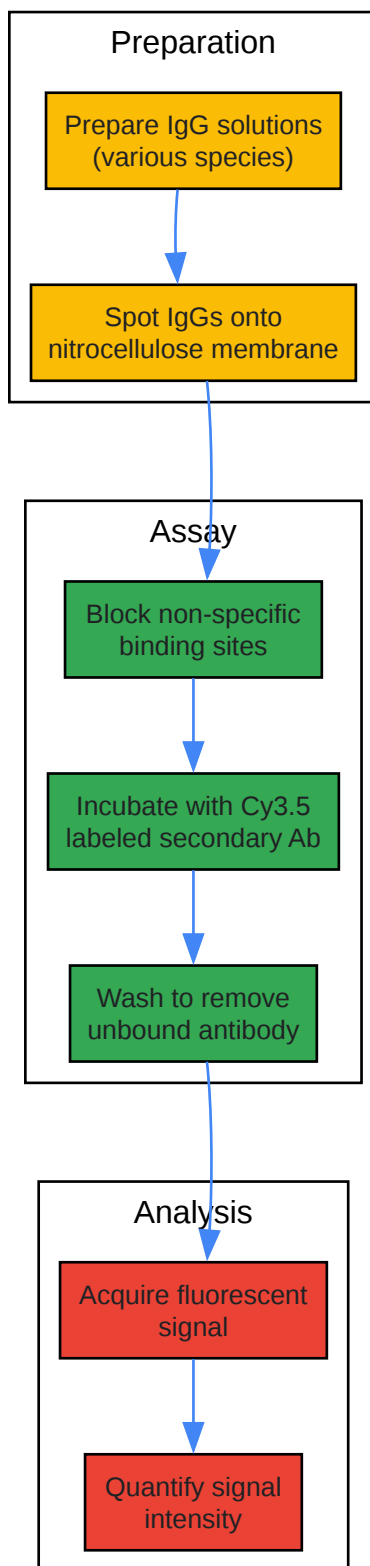 Preparation
Prepare IgG solutions
(various species)
Spot IgGs onto
nitrocellulose membrane
Assay
Block non-specific
binding sites
Incubate with Cy3.5
labeled secondary Ab
Wash to remove
unbound antibody
Analysis
Acquire fluorescent
signal
Quantify signal
intensity